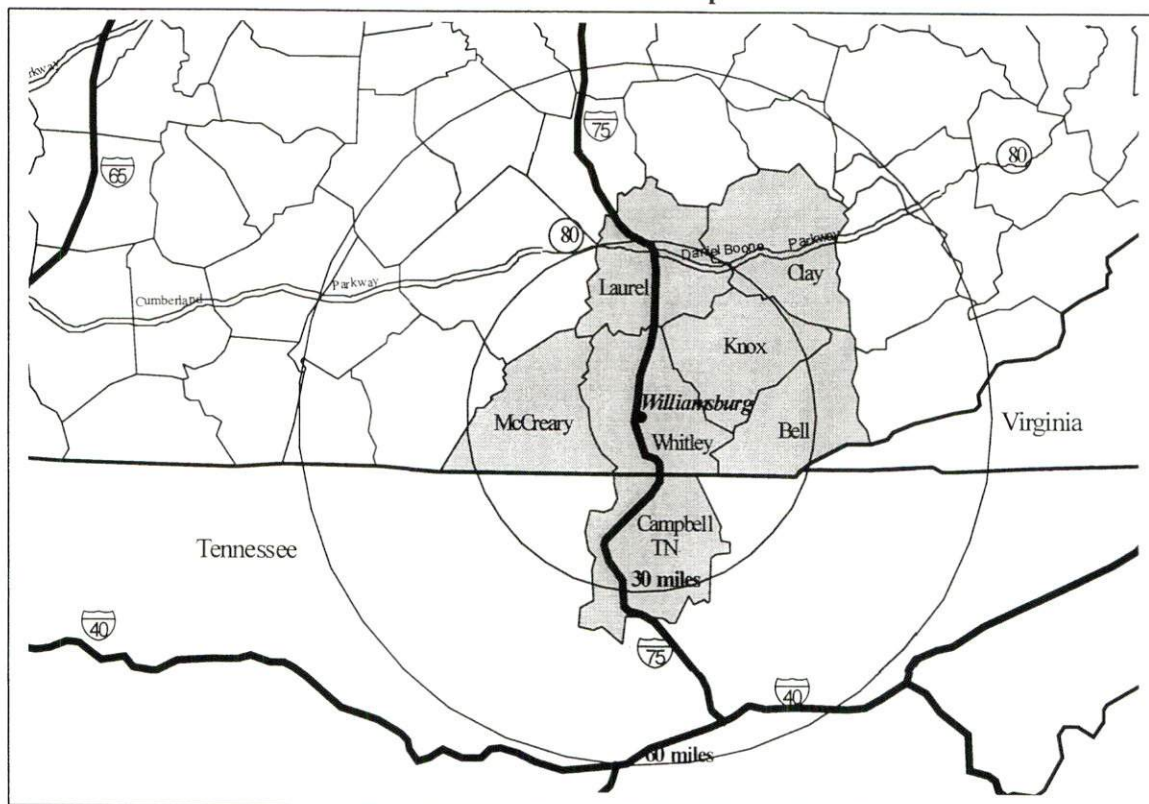 rkway
75
65
80
80
Daniel Boone Parkway
Clay
Laurel
Parkway
Cumberland
Knox
Williamsburg
McCreary
Whitley
Bell
Virginia
Campbell
TN
Tennessee
30 miles
40
75
40
60 miles